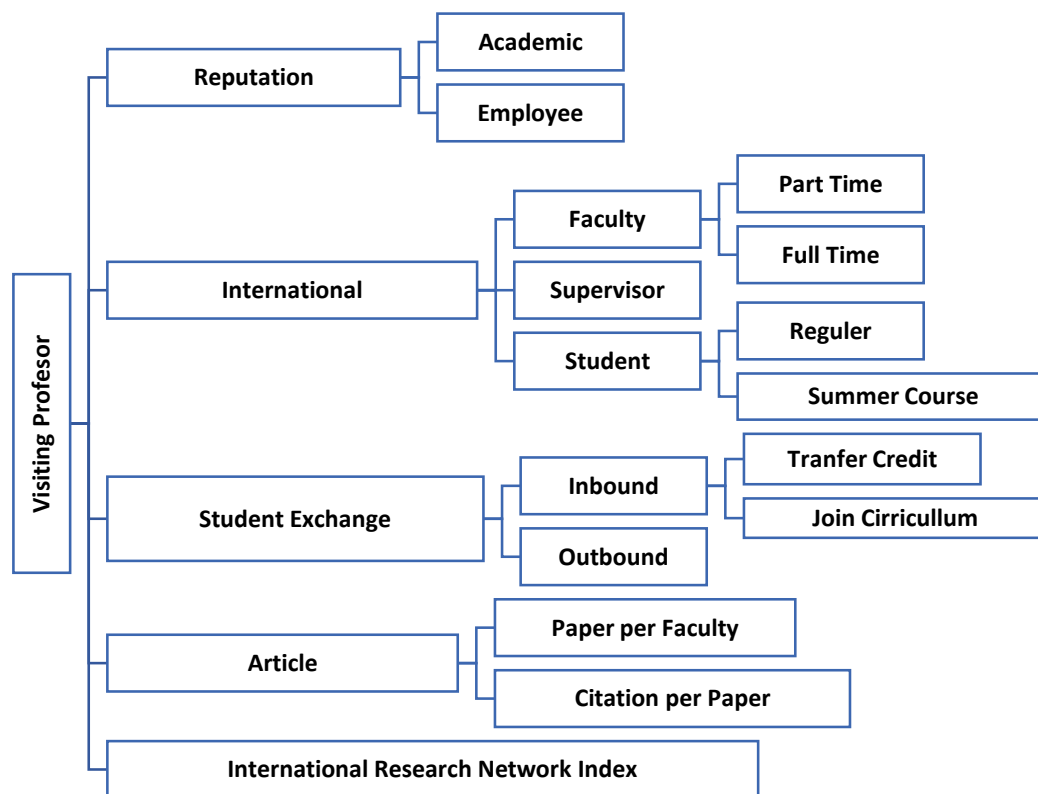 Visiting Profesor
Reputation
Academic
Employee
International
Faculty
Part Time
Full Time
Supervisor
Student
Reguler
Summer Course
Student Exchange
Inbound
Tranfer Credit
Join Cirricullum
Outbound
Article
Paper per Faculty
Citation per Paper
International Research Network Index